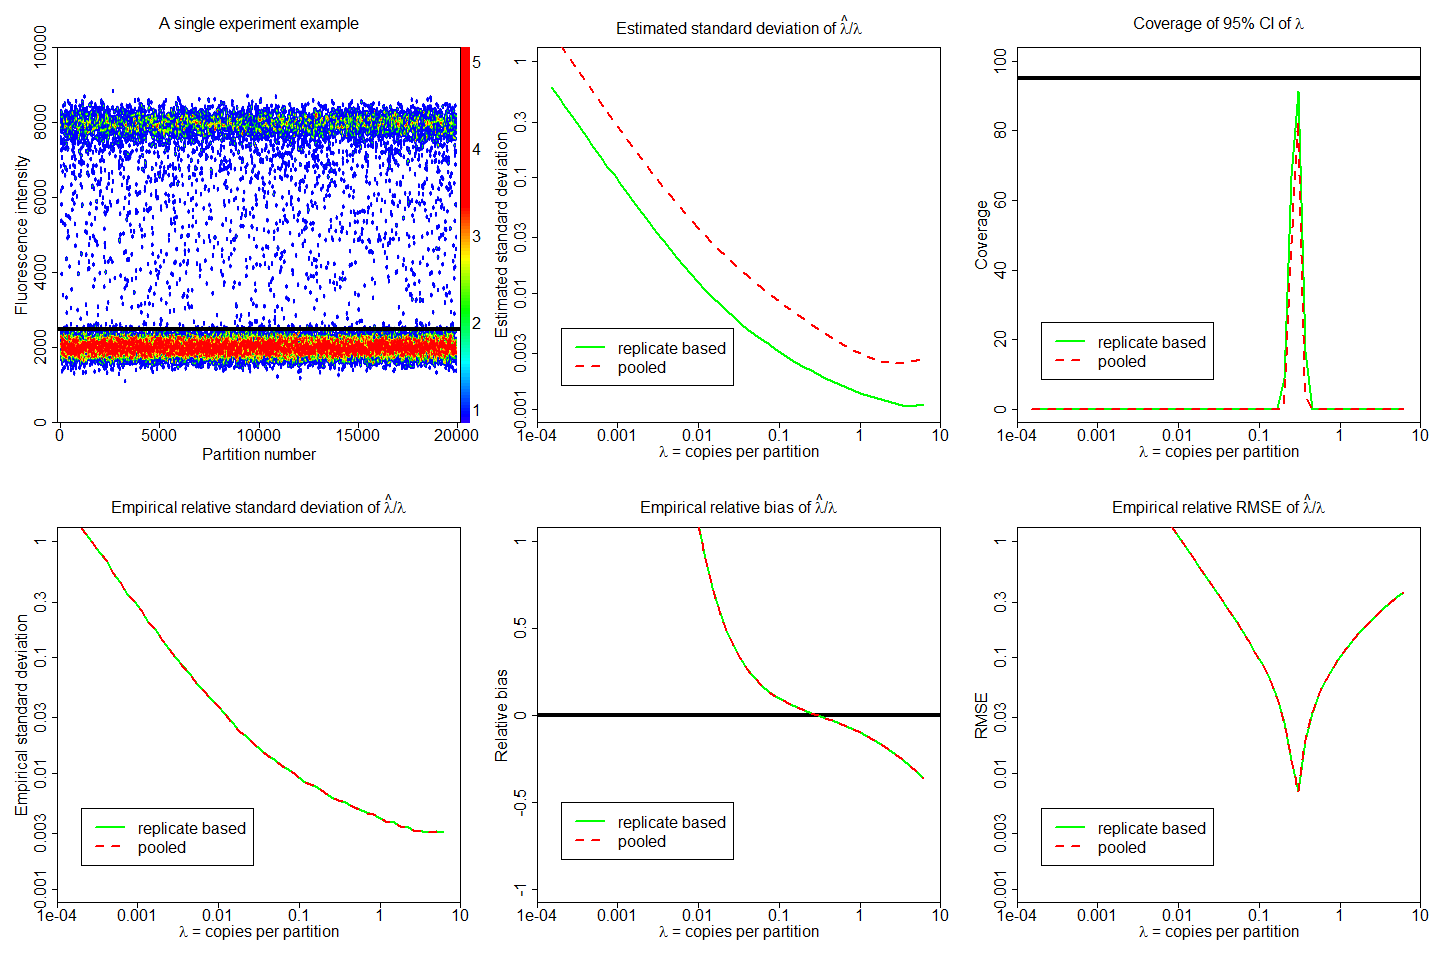 A single experiment example
Fluorescence intensity
0 2000 4000 6000 8000 10000
0 5000 10000 15000 20000
Partition number
1 2 3 4 5
Estimated standard deviation of λ̂/λ
Estimated standard deviation
0.001 0.003 0.01 0.03 0.1 0.3 1
replicate based
pooled
1e-04 0.001 0.01 0.1 1 10
λ = copies per partition
Coverage of 95% CI of λ
Coverage
0 20 40 60 80 100
replicate based
pooled
1e-04 0.001 0.01 0.1 1 10
λ = copies per partition
Empirical relative standard deviation of λ̂/λ
Empirical standard deviation
0.001 0.003 0.01 0.03 0.1 0.3 1
replicate based
pooled
1e-04 0.001 0.01 0.1 1 10
λ = copies per partition
Empirical relative bias of λ̂/λ
Relative bias
-1 -0.5 0 0.5 1
replicate based
pooled
1e-04 0.001 0.01 0.1 1 10
λ = copies per partition
Empirical relative RMSE of λ̂/λ
RMSE
0.001 0.003 0.01 0.03 0.1 0.3 1
replicate based
pooled
1e-04 0.001 0.01 0.1 1 10
λ = copies per partition